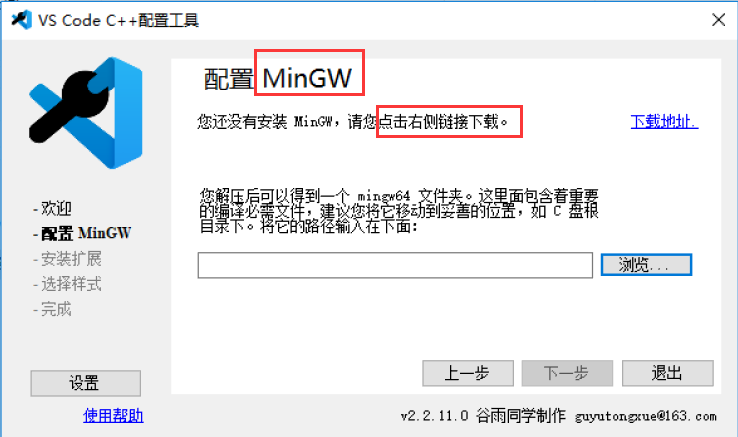 VS Code C++配置工具
配置 MinGW
您还没有安装 MinGW，请您点击右侧链接下载。
下载地址.
您解压后可以得到一个 mingw64 文件夹。这里面包含着重要
的编译必需文件，建议您将它移动到妥善的位置，如 C 盘根
目录下。将它的路径输入在下面：
浏览...
- 欢迎
- 配置 MinGW
- 安装扩展
- 选择样式
- 完成
设置
上一步
下一步
退出
使用帮助
v2.2.11.0 谷雨同学制作 guyutongxue@163.com